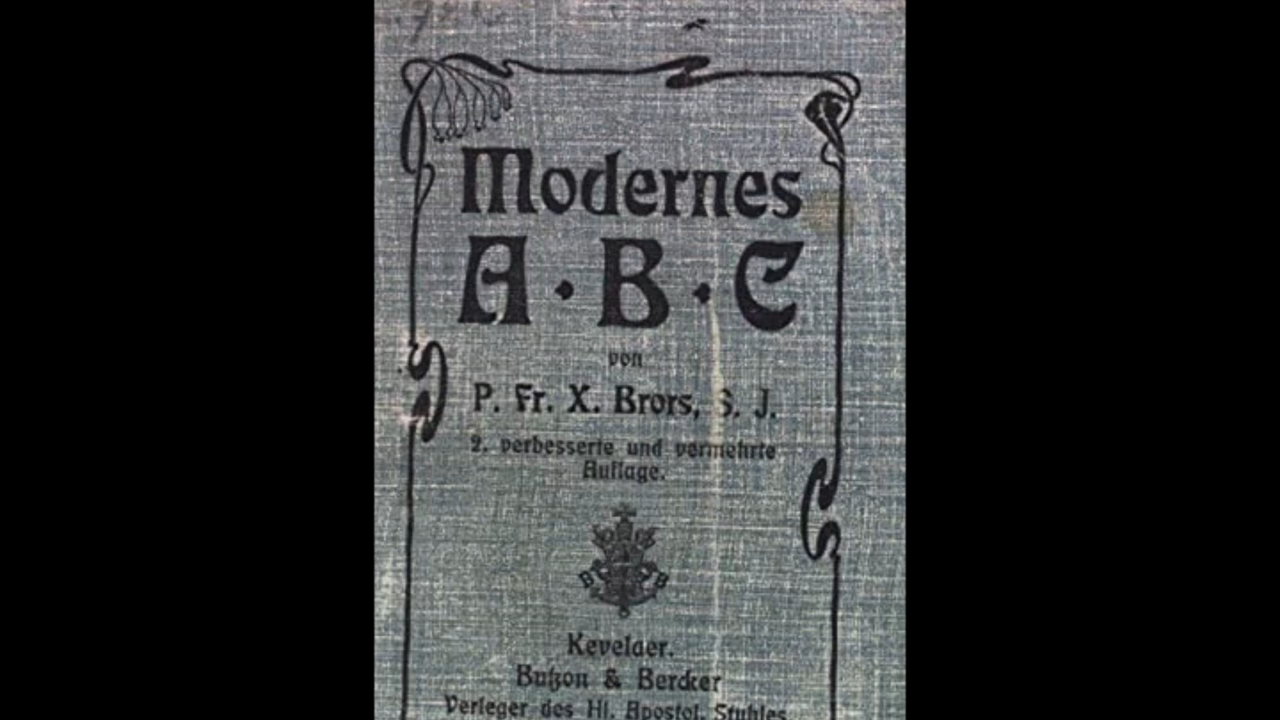 Modernes
A · B · C
von
P. Fr. X. Brors, S. J.
2. verbesserte und vermehrte
Auflage.
B B
Kevelaer.
Butzon & Bercker
Verleger des Hl. Apostol. Stuhles